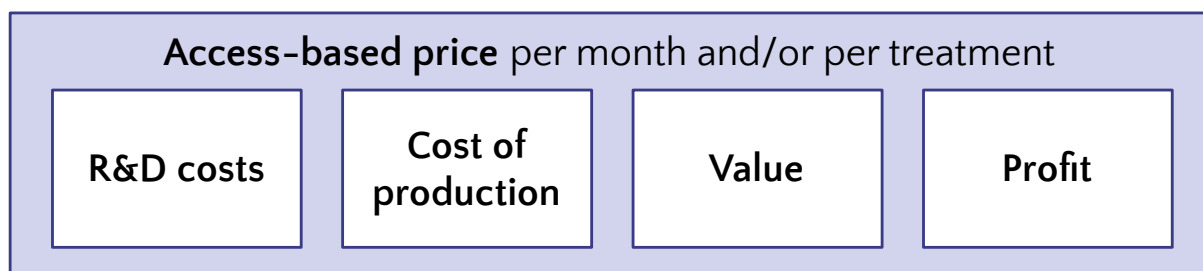 Access-based price per month and/or per treatment
R&D costs
Cost of
production
Value
Profit